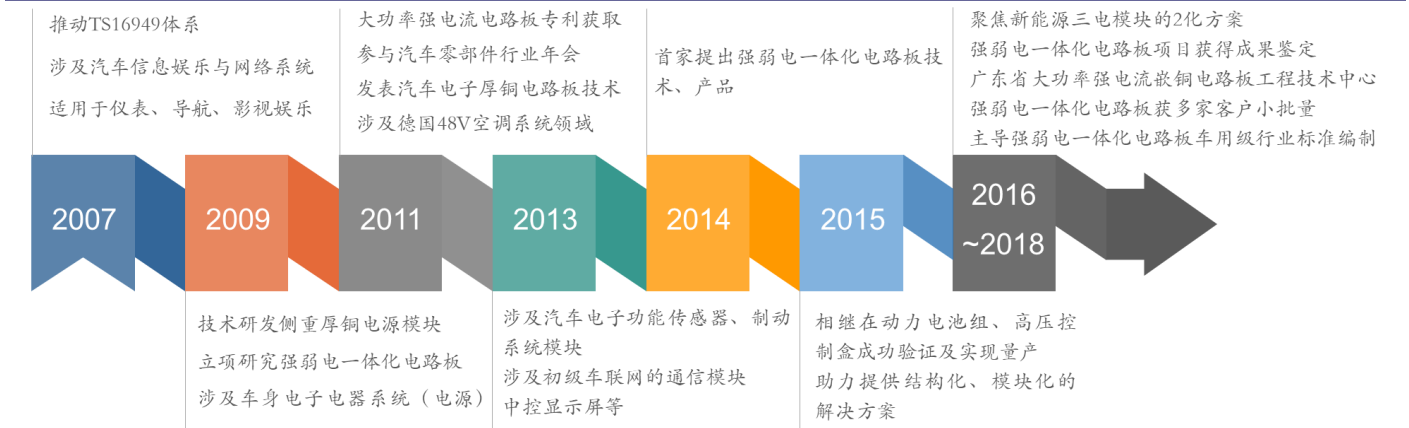 推动TS16949体系
涉及汽车信息娱乐与网络系统
适用于仪表、导航、影视娱乐
大功率强电流电路板专利获取
参与汽车零部件行业年会
发表汽车电子厚铜电路板技术
涉及德国48V空调系统领域
首家提出强弱电一体化电路板技
术、产品
聚焦新能源三电模块的2化方案
强弱电一体化电路板项目获得成果鉴定
广东省大功率强电流嵌铜电路板工程技术中心
强弱电一体化电路板获多家客户小批量
主导强弱电一体化电路板车用级行业标准编制
2007
2009
2011
2013
2014
2015
2016
~2018
技术研发侧重厚铜电源模块
立项研究强弱电一体化电路板
涉及车身电子电器系统（电源）
涉及汽车电子功能传感器、制动
系统模块
涉及初级车联网的通信模块
中控显示屏等
相继在动力电池组、高压控
制盒成功验证及实现量产
助力提供结构化、模块化的
解决方案